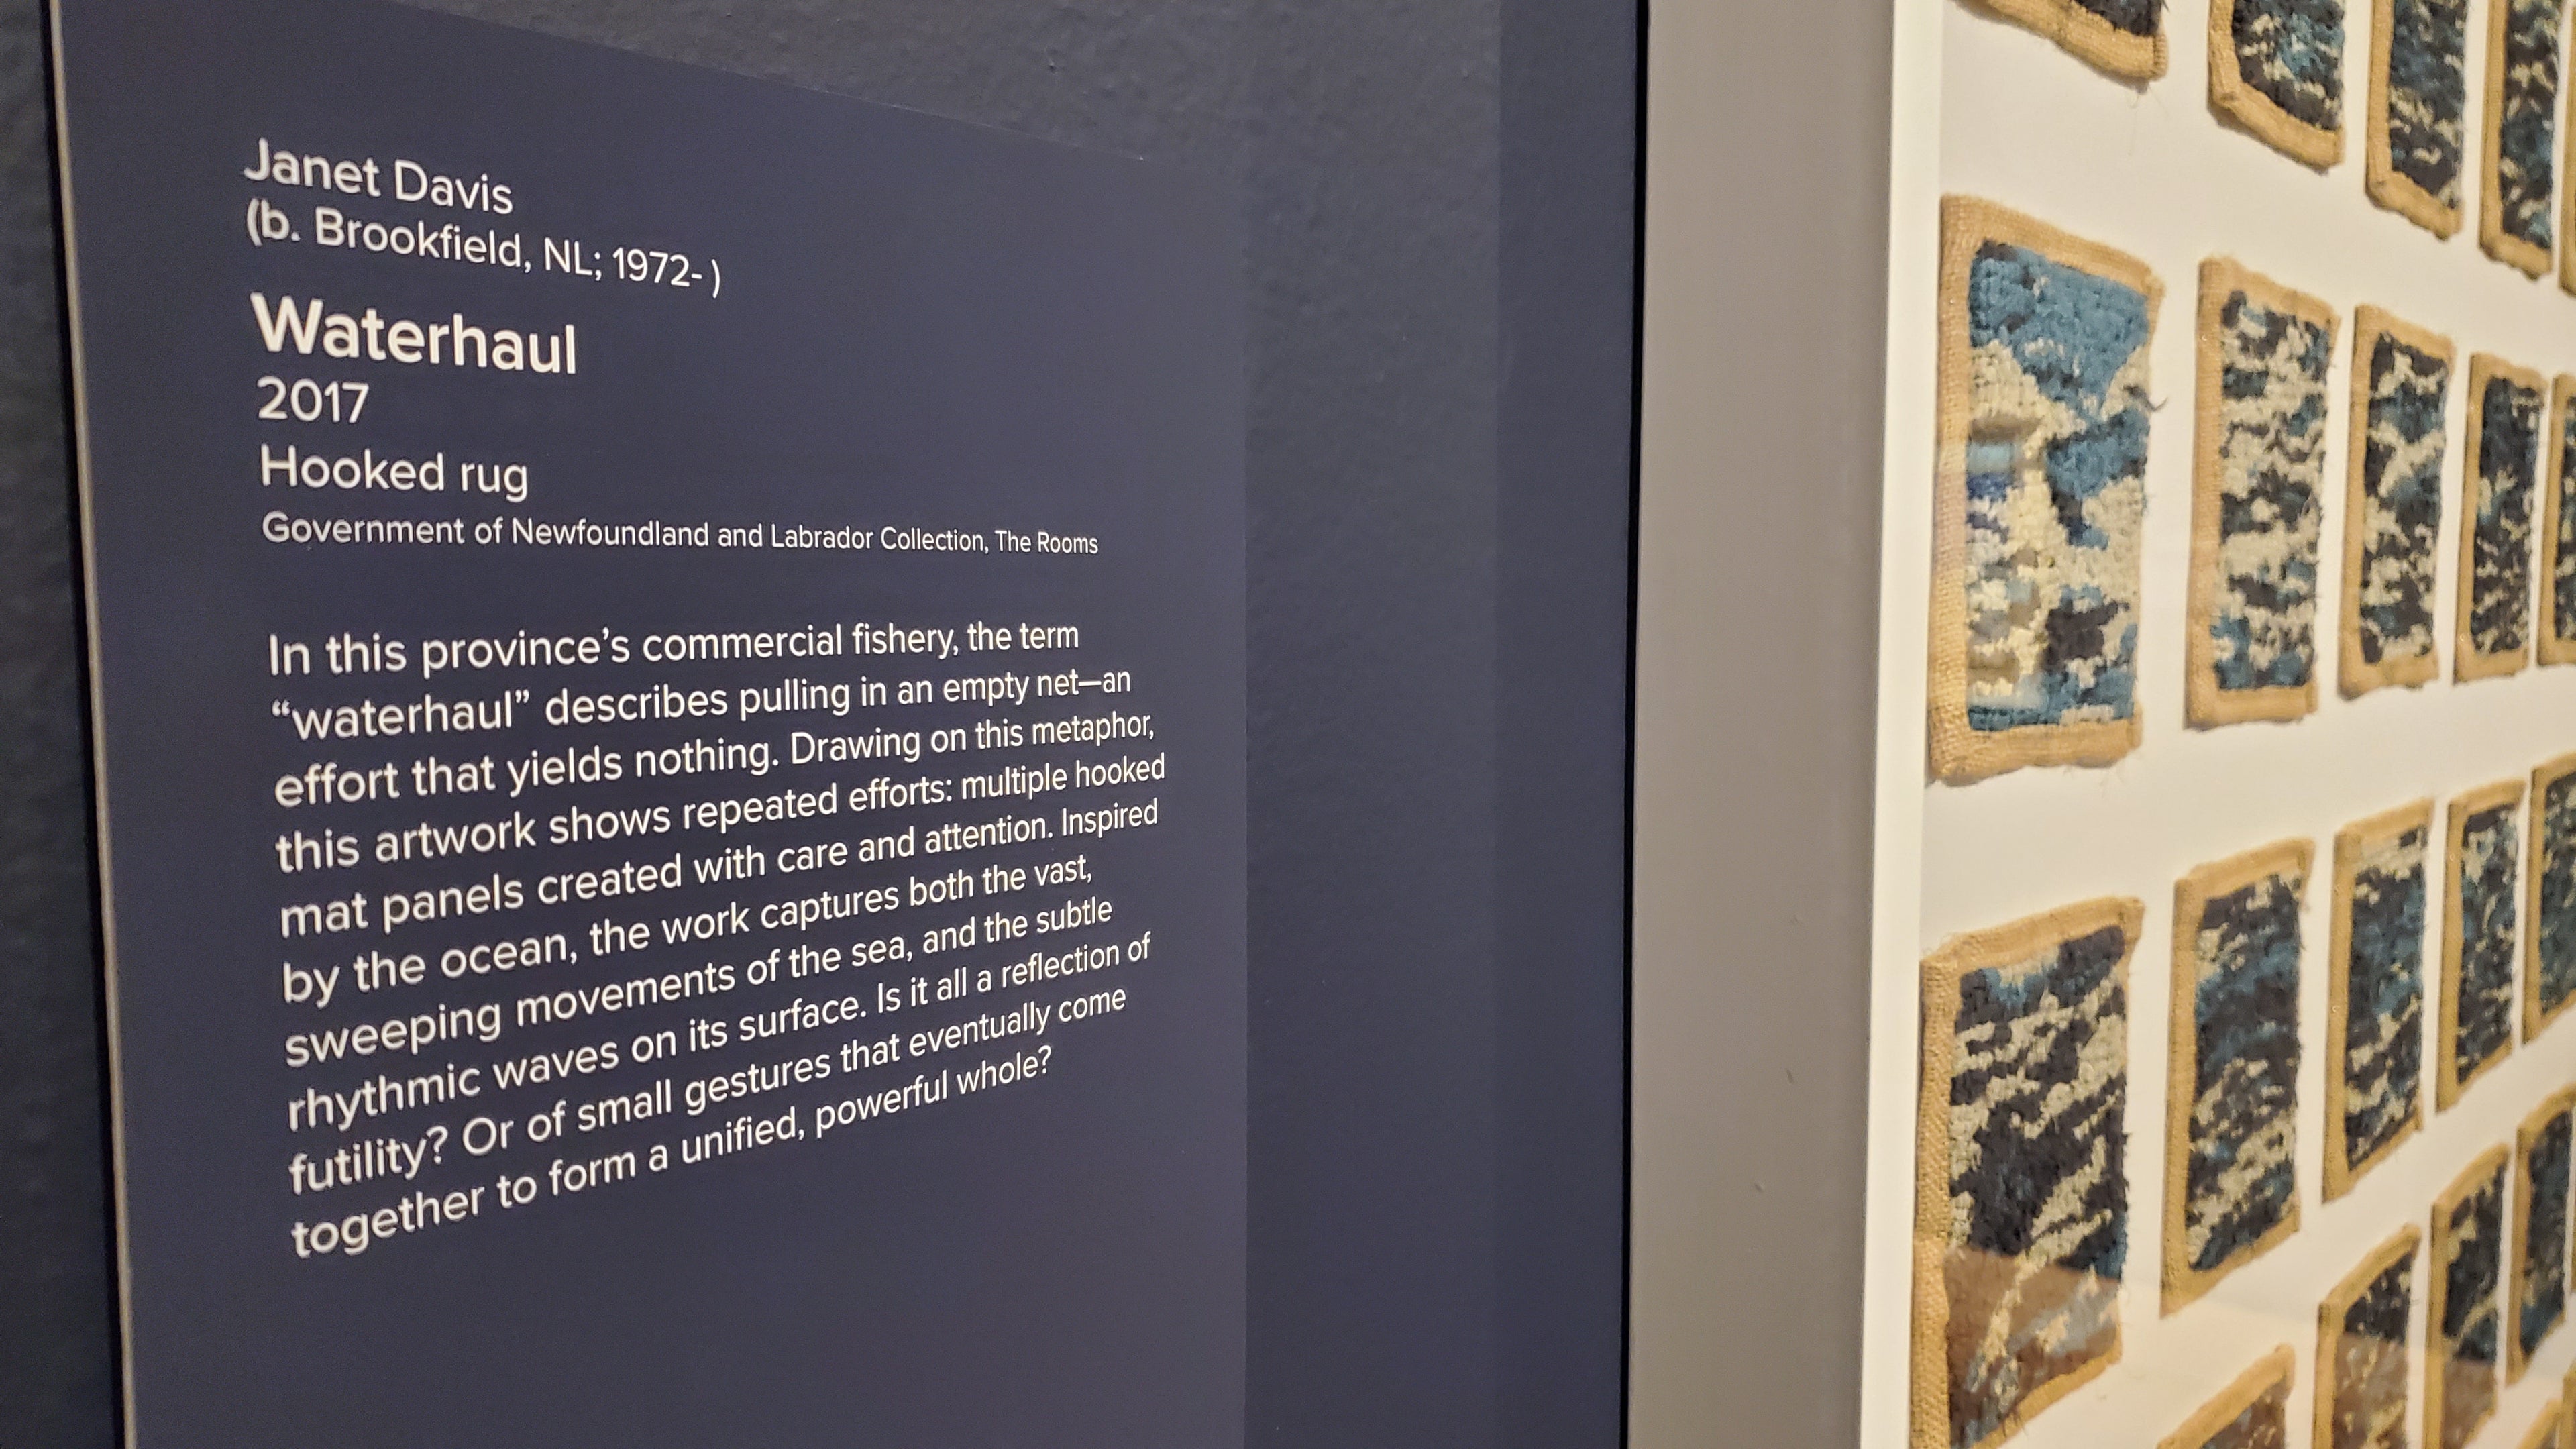 Janet Davis
(b. Brookfield, NL; 1972- )
Waterhaul
2017
Hooked rug
Government of Newfoundland and Labrador Collection, The Rooms
In this province’s commercial fishery, the term
“waterhaul” describes pulling in an empty net—an
effort that yields nothing. Drawing on this metaphor,
this artwork shows repeated efforts: multiple hooked
mat panels created with care and attention. Inspired
by the ocean, the work captures both the vast,
sweeping movements of the sea, and the subtle
rhythmic waves on its surface. Is it all a reflection of
futility? Or of small gestures that eventually come
together to form a unified, powerful whole?